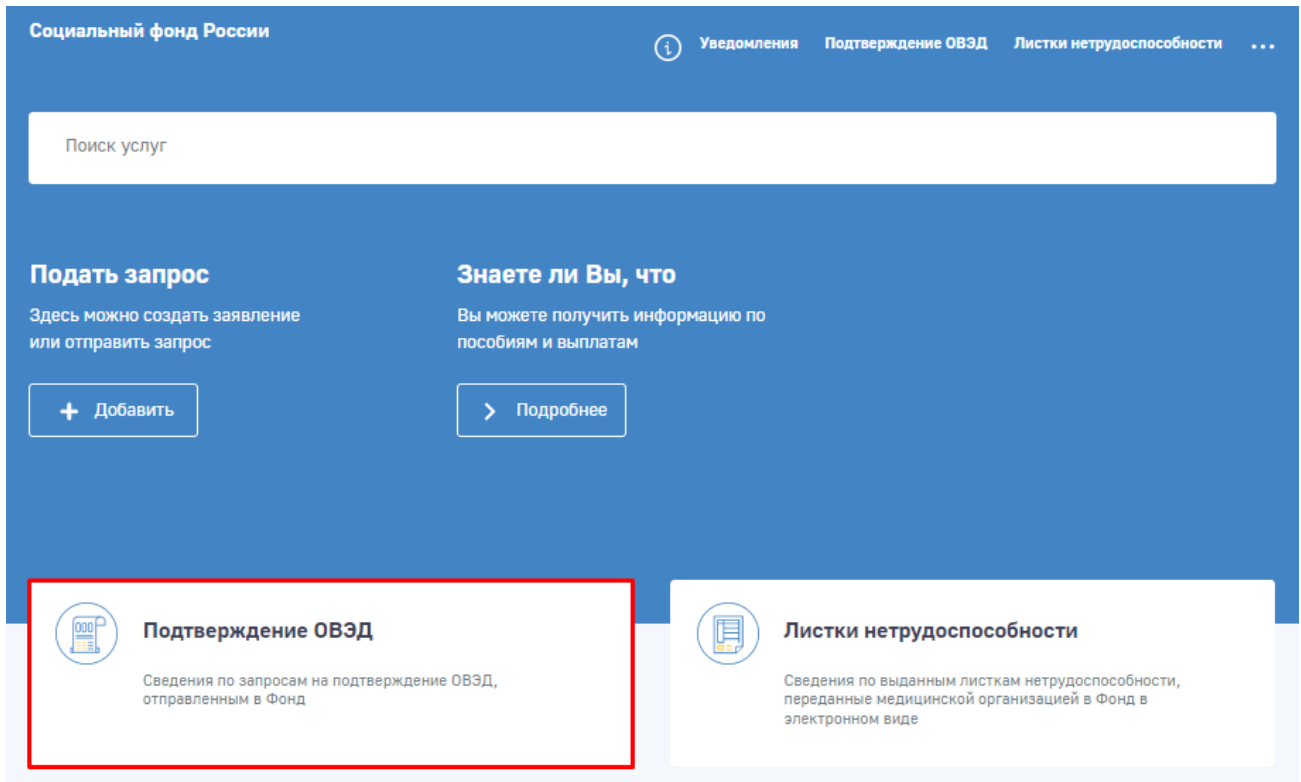 Социальный фонд России
Уведомления Подтверждение ОВЭД Листки нетрудоспособности ...
Поиск услуг
Подать запрос
Здесь можно создать заявление
или отправить запрос
+ Добавить
Знаете ли Вы, что
Вы можете получить информацию по
пособиям и выплатам
> Подробнее
Подтверждение ОВЭД
Сведения по запросам на подтверждение ОВЭД,
отправленным в Фонд
Листки нетрудоспособности
Сведения по выданным листкам нетрудоспособности,
переданные медицинской организацией в Фонд в
электронном виде